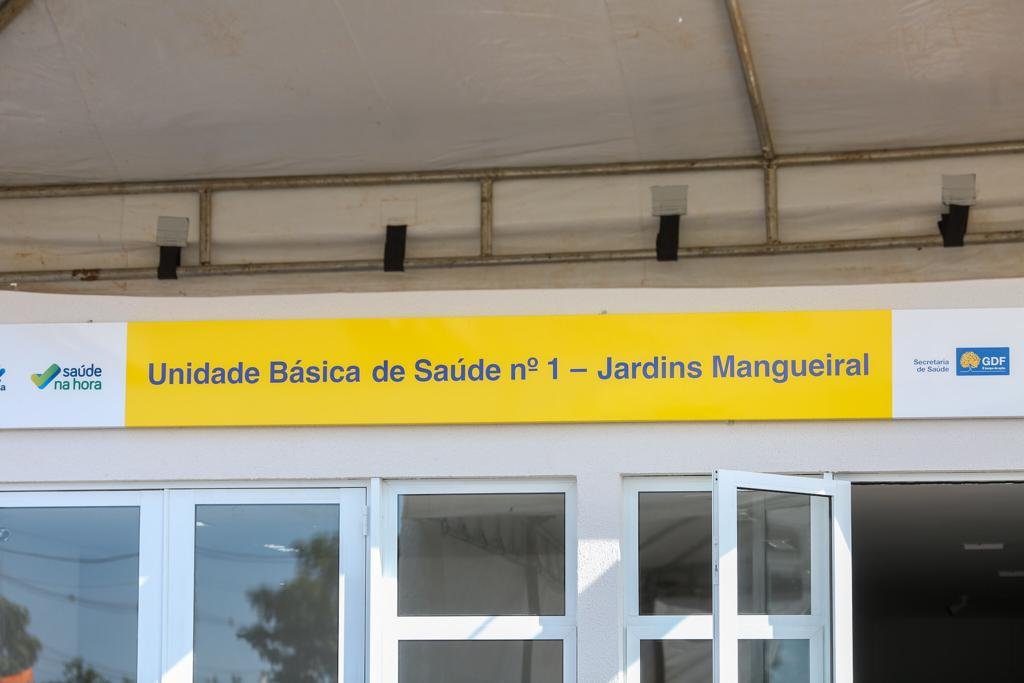 saúde
na hora
Unidade Básica de Saúde nº 1 – Jardins Mangueiral
Secretaria
de Saúde
GDF